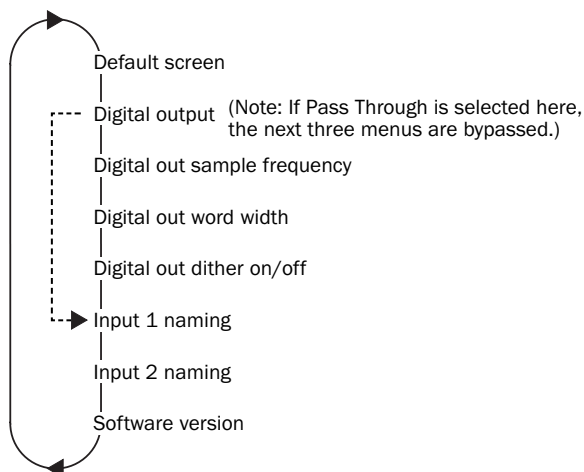 Default screen
Digital output (Note: If Pass Through is selected here,
the next three menus are bypassed.)
Digital out sample frequency
Digital out word width
Digital out dither on/off
Input 1 naming
Input 2 naming
Software version